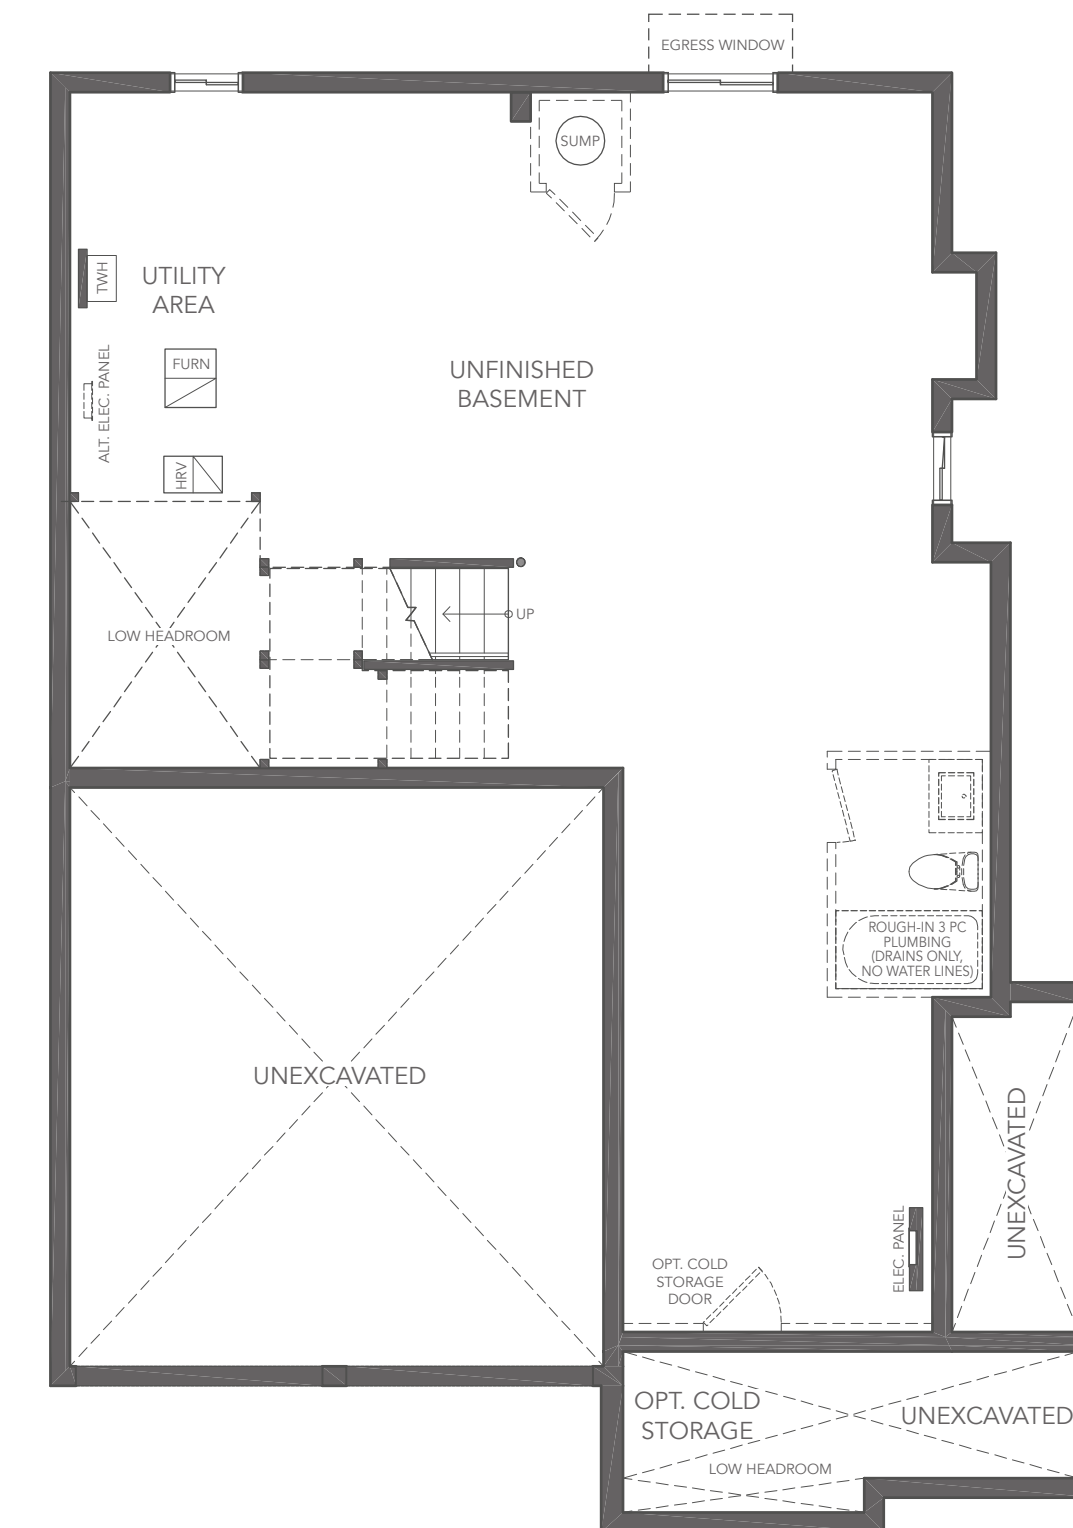 EGRESS WINDOW
SUMP
TWH
UTILITY
AREA
FURN
ALT. ELEC. PANEL
UNFINISHED
BASEMENT
HRV
LOW HEADROOM
UP
ROUGH-IN 3 PC
PLUMBING
(DRAINS ONLY,
NO WATER LINES)
UNEXCAVATED
UNEXCAVATED
ELEC. PANEL
OPT. COLD
STORAGE
DOOR
OPT. COLD
STORAGE
UNEXCAVATED
LOW HEADROOM